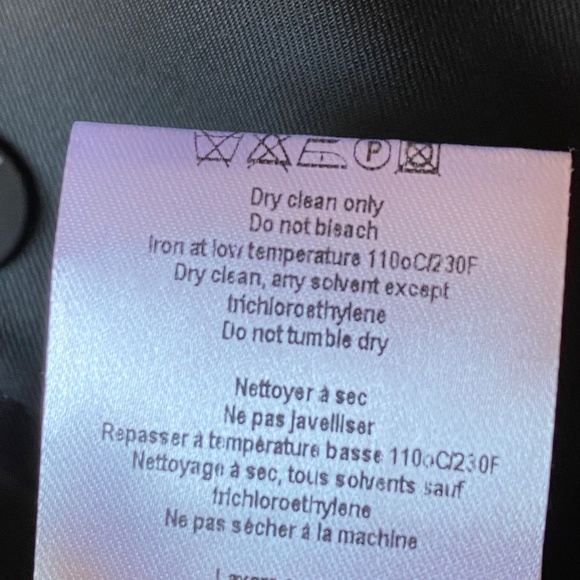 P
Dry clean only
Do not bleach
Iron at low temperature 110oC/230F
Dry clean, any solvent except
trichloroethylene
Do not tumble dry
Nettoyer à sec
Ne pas javelliser
Repasser à température basse 110oC/230F
Nettoyage à sec, tous solvents sauf
trichloroethylene
Ne pas sécher à la machine